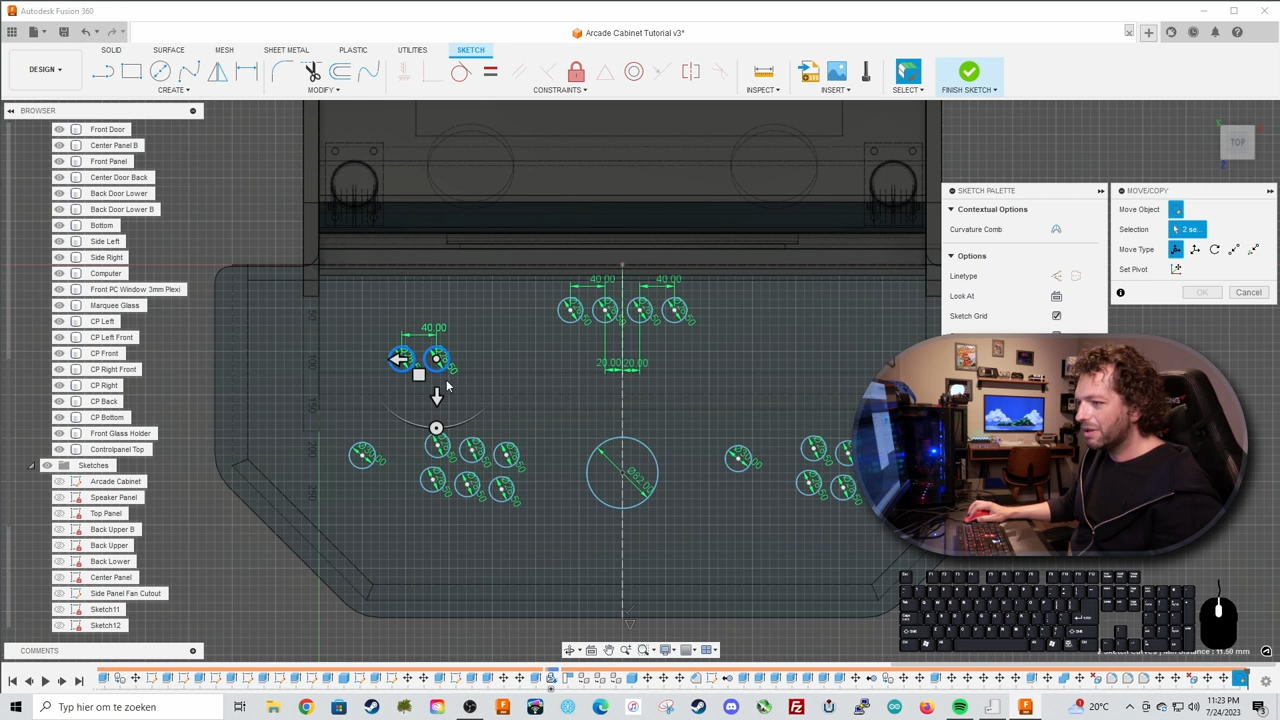 Autodesk Fusion 360
Arcade Cabinet Tutorial v3*
SOLID SURFACE MESH SHEET METAL PLASTIC UTILITIES SKETCH
DESIGN
CREATE MODIFY CONSTRAINTS INSPECT INSERT SELECT FINISH SKETCH
BROWSER
Front Door
Center Panel B
Front Panel
Center Door Back
Back Door Lower
Back Door Lower B
Bottom
Side Left
Side Right
Computer
Front PC Window 3mm Plexi
Marquee Glass
CP Left
CP Left Front
CP Front
CP Right Front
CP Right
CP Back
CP Bottom
Front Glass Holder
Controlpanel Top
Sketches
Arcade Cabinet
Speaker Panel
Top Panel
Back Upper B
Back Upper
Back Lower
Center Panel
Side Panel Fan Cutout
Sketch11
Sketch12
COMMENTS
TOP
SKETCH PALETTE
Contextual Options
Curvature Comb
Options
Linetype
Look At
Sketch Grid
MOVE/COPY
Move Object
Selection 2 se...
Move Type
Set Pivot
OK Cancel
40.00 40.00
40.00
20.00 20.00
Typ hier om te zoeken
20°C
11:23 PM
7/24/2023